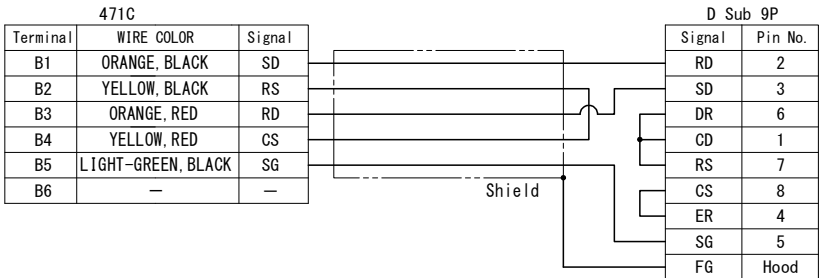 471C
D Sub 9P
Terminal WIRE COLOR Signal
Signal Pin No.
B1 ORANGE, BLACK SD
RD 2
B2 YELLOW, BLACK RS
SD 3
B3 ORANGE, RED RD
DR 6
B4 YELLOW, RED CS
CD 1
B5 LIGHT-GREEN, BLACK SG
RS 7
B6 — —
Shield
CS 8
ER 4
SG 5
FG Hood